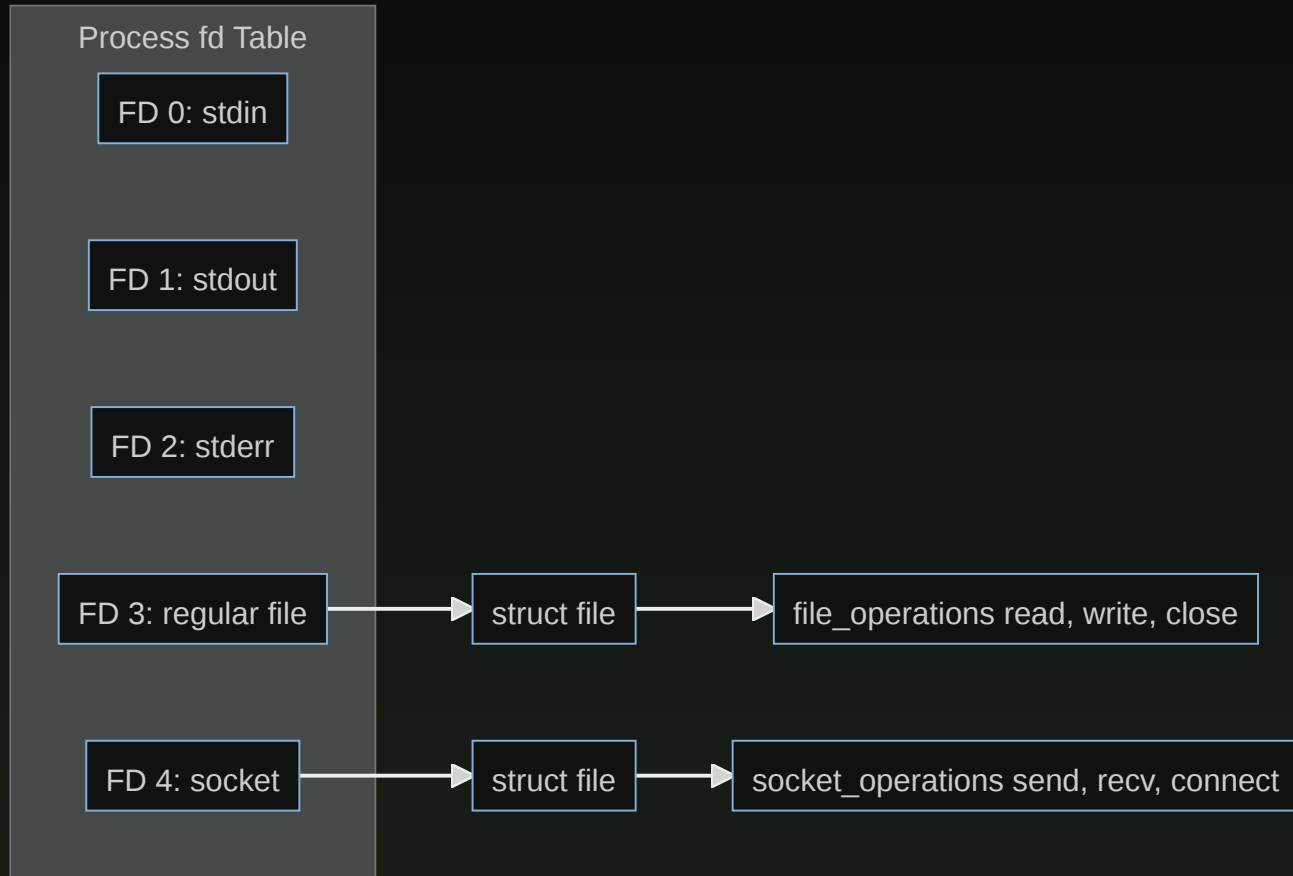 Process fd Table
FD 0: stdin
FD 1: stdout
FD 2: stderr
FD 3: regular file
struct file
file_operations read, write, close
FD 4: socket
struct file
socket_operations send, recv, connect